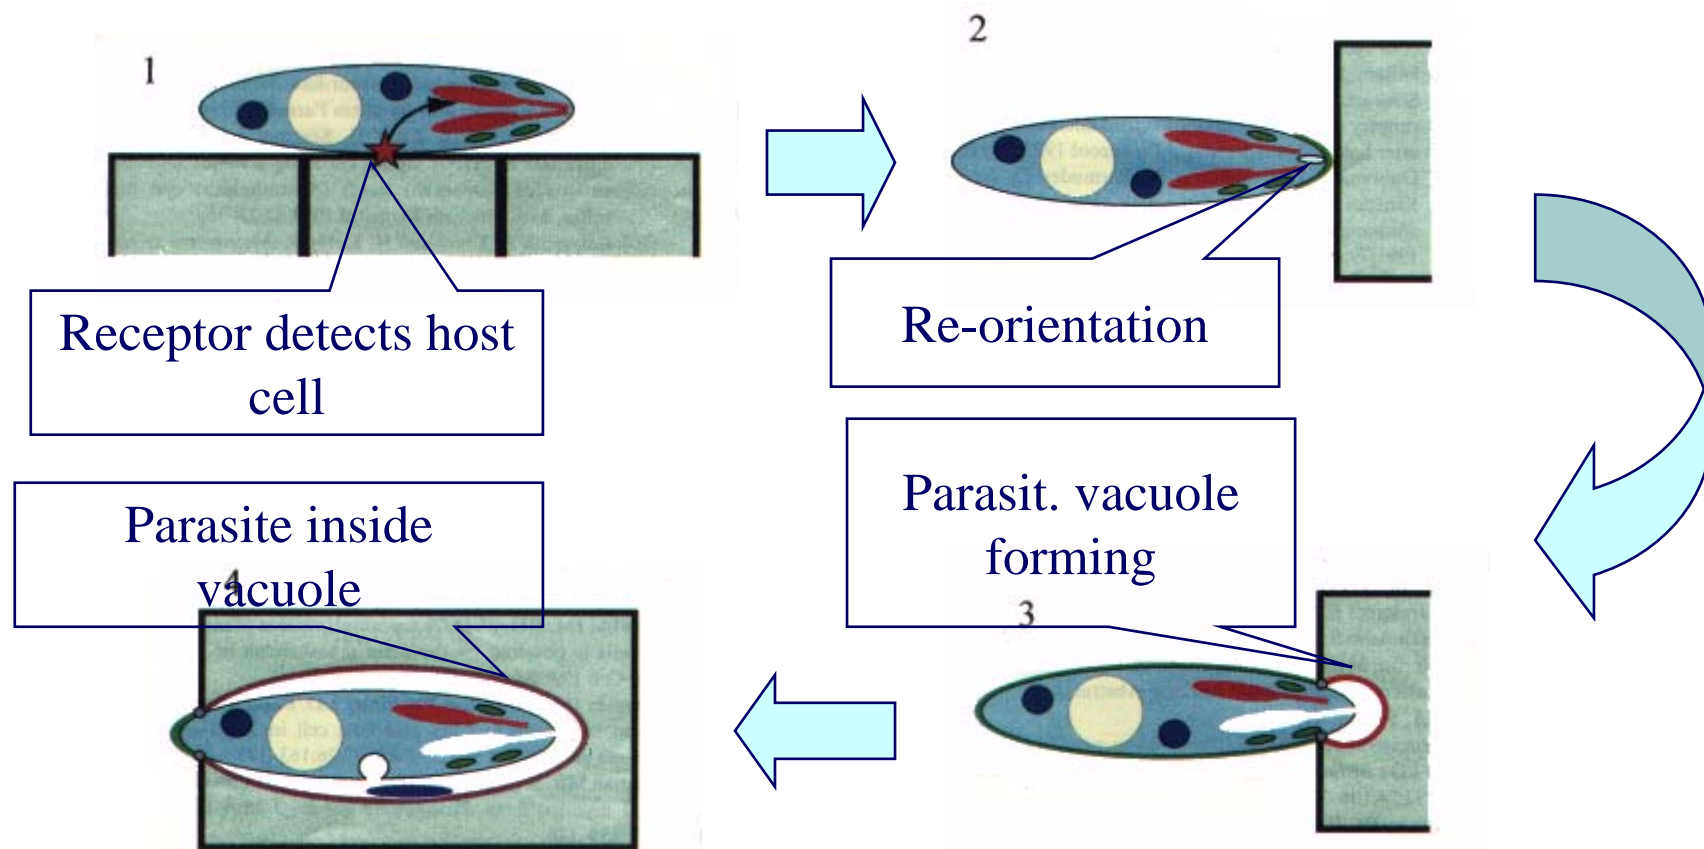 1
Receptor detects host
cell
2
Re-orientation
3
Parasit. vacuole
forming
4
Parasite inside
vacuole